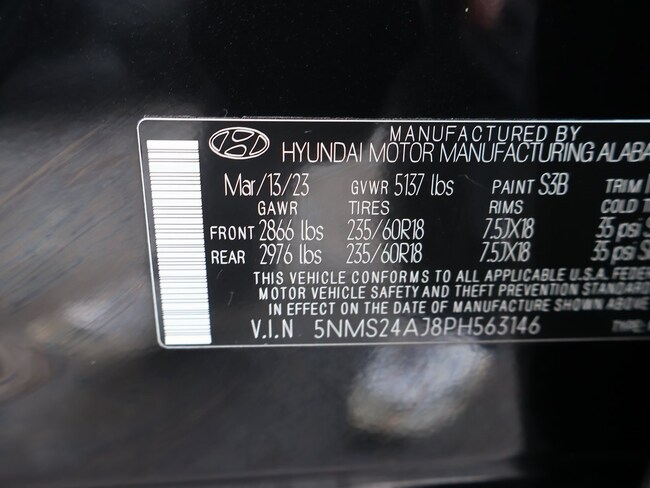 MANUFACTURED BY
HYUNDAI MOTOR MANUFACTURING ALABA
Mar/13/23 GVWR 5137 lbs PAINT S3B TRIM
GAWR TIRES RIMS COLD T
FRONT 2866 lbs 235/60R18 7.5JX18 35 psi
REAR 2976 lbs 235/60R18 7.5JX18 35 psi
THIS VEHICLE CONFORMS TO ALL APPLICABLE U.S.A. FEDER
MOTOR VEHICLE SAFETY AND THEFT PREVENTION STANDARD
IN EFFECT ON THE DATE OF MANUFACTURE SHOWN ABOVE
V.I.N 5NMS24AJ8PH563146 TYPE: